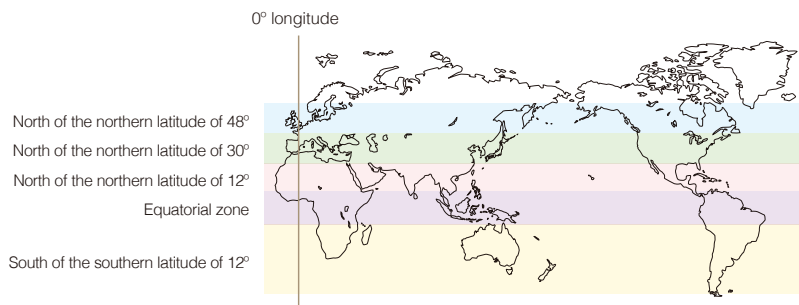 0º longitude
North of the northern latitude of 48º
North of the northern latitude of 30º
North of the northern latitude of 12º
Equatorial zone
South of the southern latitude of 12º